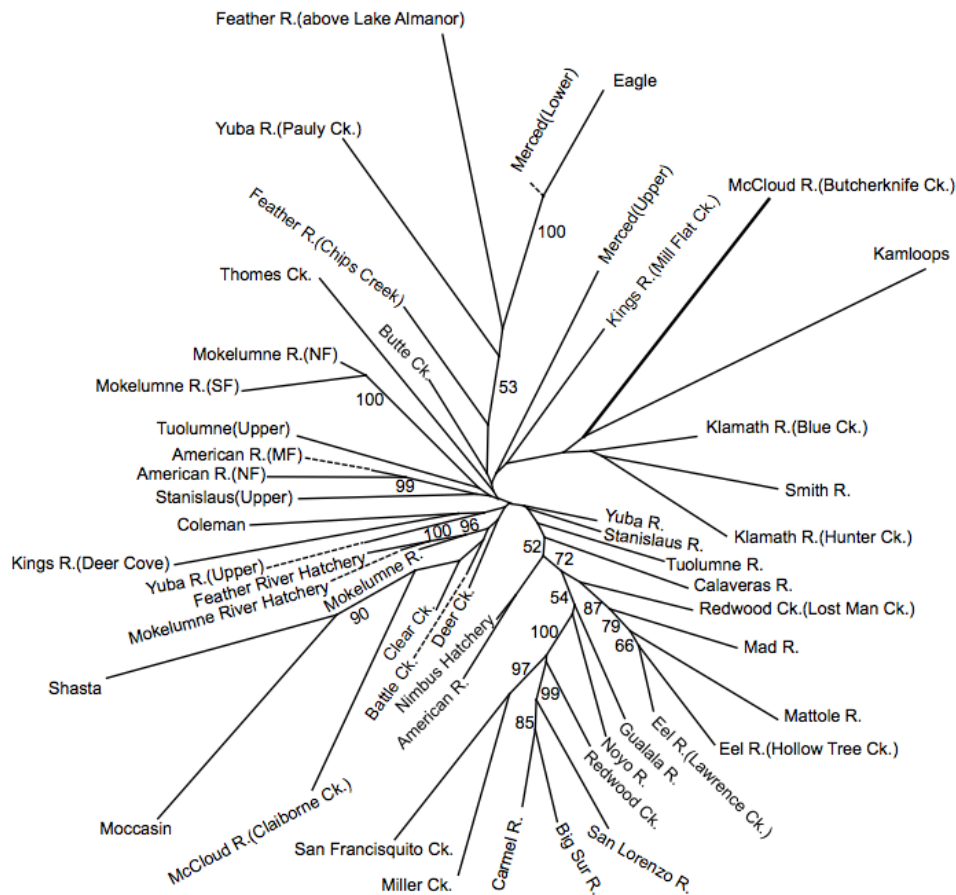 Feather R.(above Lake Almanor)
Eagle
Merced(Lower)
Yuba R.(Pauly Ck.)
McCloud R.(Butcherknife Ck.)
Merced(Upper)
100
Kamloops
Feather R.(Chips Creek)
Kings R.(Mill Flat Ck.)
Thomes Ck.
Butte Ck.
Mokelumne R.(NF)
Mokelumne R.(SF)
53
100
Tuolumne(Upper)
Klamath R.(Blue Ck.)
American R.(MF)
American R.(NF)
99
Smith R.
Stanislaus(Upper)
Coleman
Yuba R.
Klamath R.(Hunter Ck.)
100
96
Stanislaus R.
52
72
Tuolumne R.
Kings R.(Deer Cove)
Yuba R.(Upper)
Feather River Hatchery
Mokelumne River Hatchery
Mokelumne R.
Calaveras R.
90
54
87
Redwood Ck.(Lost Man Ck.)
79
Clear Ck.
Deer Ck.
100
66
Mad R.
Battle Ck.
Nimbus Hatchery
American R.
97
99
Shasta
85
Mattole R.
Eel R.(Hollow Tree Ck.)
Eel R.(Lawrence Ck.)
Gualala R.
Noyo R.
Redwood Ck.
Moccasin
McCloud R.(Claiborne Ck.)
San Francisquito Ck.
Miller Ck.
Carmel R.
Big Sur R.
San Lorenzo R.